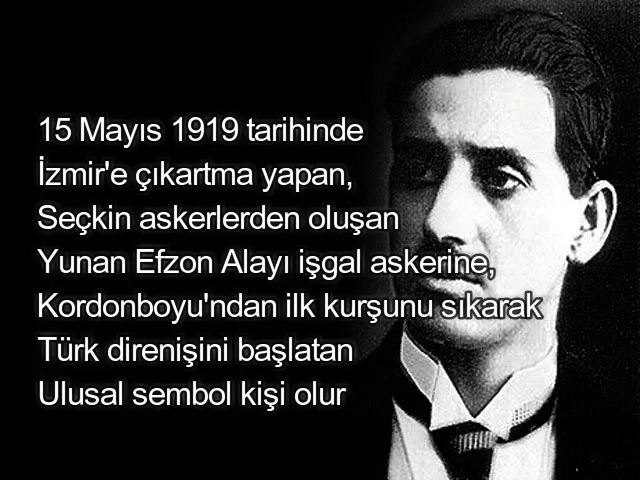 15 Mayıs 1919 tarihinde
İzmir'e çıkartma yapan,
Seçkin askerlerden oluşan
Yunan Efzon Alayı işgal askerine,
Kordonboyu'ndan ilk kurşunu sıkarak
Türk direnişini başlatan
Ulusal sembol kişi olur